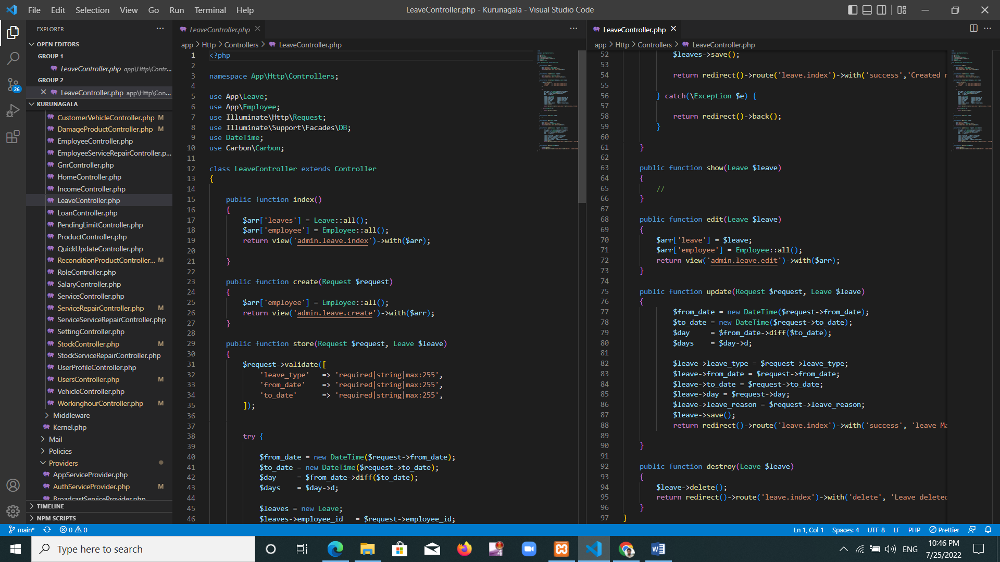 File Edit Selection View Go Run Terminal Help
LeaveController.php - Kurunagala - Visual Studio Code
EXPLORER
OPEN EDITORS
GROUP 1
LeaveController.php app\Http\Contr...
GROUP 2
LeaveController.php app\Http\Con...
KURUNAGALA
CustomerVehicleController.php M
DamageProductController.php M
EmployeeController.php
EmployeeServiceRepairController.p...
GnrController.php
HomeController.php
IncomeController.php
LeaveController.php
LoanController.php
PendingLimitController.php
ProductController.php
QuickUpdateController.php
ReconditionProductController... M
RoleController.php
SalaryController.php
ServiceController.php
ServiceRepairController.php M
ServiceServiceRepairController.php
SettingController.php
StockController.php M
StockServiceRepairController.php
UserProfileController.php
UsersController.php M
VehicleController.php
WorkinghourController.php M
Middleware
Kernel.php
Mail
Policies
Providers
AppServiceProvider.php
AuthServiceProvider.php M
BroadcastServiceProvider.php
TIMELINE
NPM SCRIPTS
26
LeaveController.php
app > Http > Controllers > LeaveController.php
1 <?php
2
3 namespace App\Http\Controllers;
4
5 use App\Leave;
6 use App\Employee;
7 use Illuminate\Http\Request;
8 use Illuminate\Support\Facades\DB;
9 use DateTime;
10 use Carbon\Carbon;
11
12 class LeaveController extends Controller
13 {
14
15 public function index()
16 {
17 $arr['leaves'] = Leave::all();
18 $arr['employee'] = Employee::all();
19 return view('admin.leave.index')->with($arr);
20
21 }
22
23 public function create(Request $request)
24 {
25 $arr['employee'] = Employee::all();
26 return view('admin.leave.create')->with($arr);
27 }
28
29 public function store(Request $request, Leave $leave)
30 {
31 $request->validate([
32 'leave_type' => 'required|string|max:255',
33 'from_date' => 'required|string|max:255',
34 'to_date' => 'required|string|max:255',
35 ]);
36
37
38 try {
39
40 $from_date = new DateTime($request->from_date);
41 $to_date = new DateTime($request->to_date);
42 $day = $from_date->diff($to_date);
43 $days = $day->d;
44
45 $leaves = new Leave;
46 $leaves->employee_id = $request->employee_id;
LeaveController.php
app > Http > Controllers > LeaveController.php
52 $leaves->save();
53
54 return redirect()->route('leave.index')->with('success','Created
55
56 } catch(\Exception $e) {
57
58 return redirect()->back();
59 }
60
61 }
62
63 public function show(Leave $leave)
64 {
65 //
66 }
67
68 public function edit(Leave $leave)
69 {
70 $arr['leave'] = $leave;
71 $arr['employee'] = Employee::all();
72 return view('admin.leave.edit')->with($arr);
73 }
74
75 public function update(Request $request, Leave $leave)
76 {
77 $from_date = new DateTime($request->from_date);
78 $to_date = new DateTime($request->to_date);
79 $day = $from_date->diff($to_date);
80 $days = $day->d;
81
82 $leave->leave_type = $request->leave_type;
83 $leave->from_date = $request->from_date;
84 $leave->to_date = $request->to_date;
85 $leave->day = $request->day;
86 $leave->leave_reason = $request->leave_reason;
87 $leave->save();
88 return redirect()->route('leave.index')->with('success', 'leave Ma
89
90 }
91
92 public function destroy(Leave $leave)
93 {
94 $leave->delete();
95 return redirect()->route('leave.index')->with('delete', 'Leave deleted
96 }
97 }
main* 0 0
Ln 1, Col 1 Spaces: 4 UTF-8 LF PHP Prettier
Type here to search
4
ENG
10:46 PM
7/25/2022